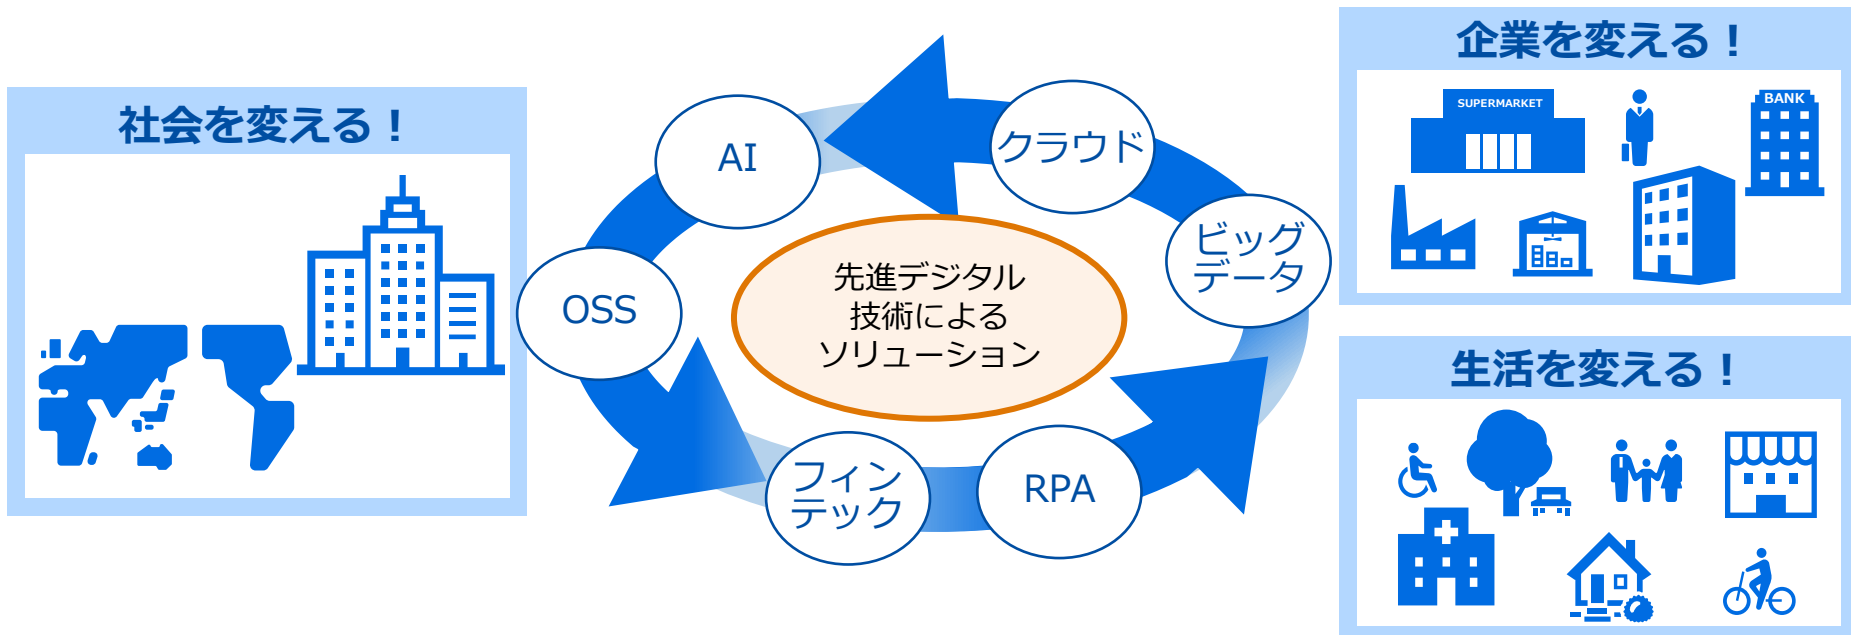 社会を変える！
AI
クラウド
ビッグ
データ
OSS
先進デジタル
技術による
ソリューション
フィン
テック
RPA
企業を変える！
SUPERMARKET
BANK
生活を変える！